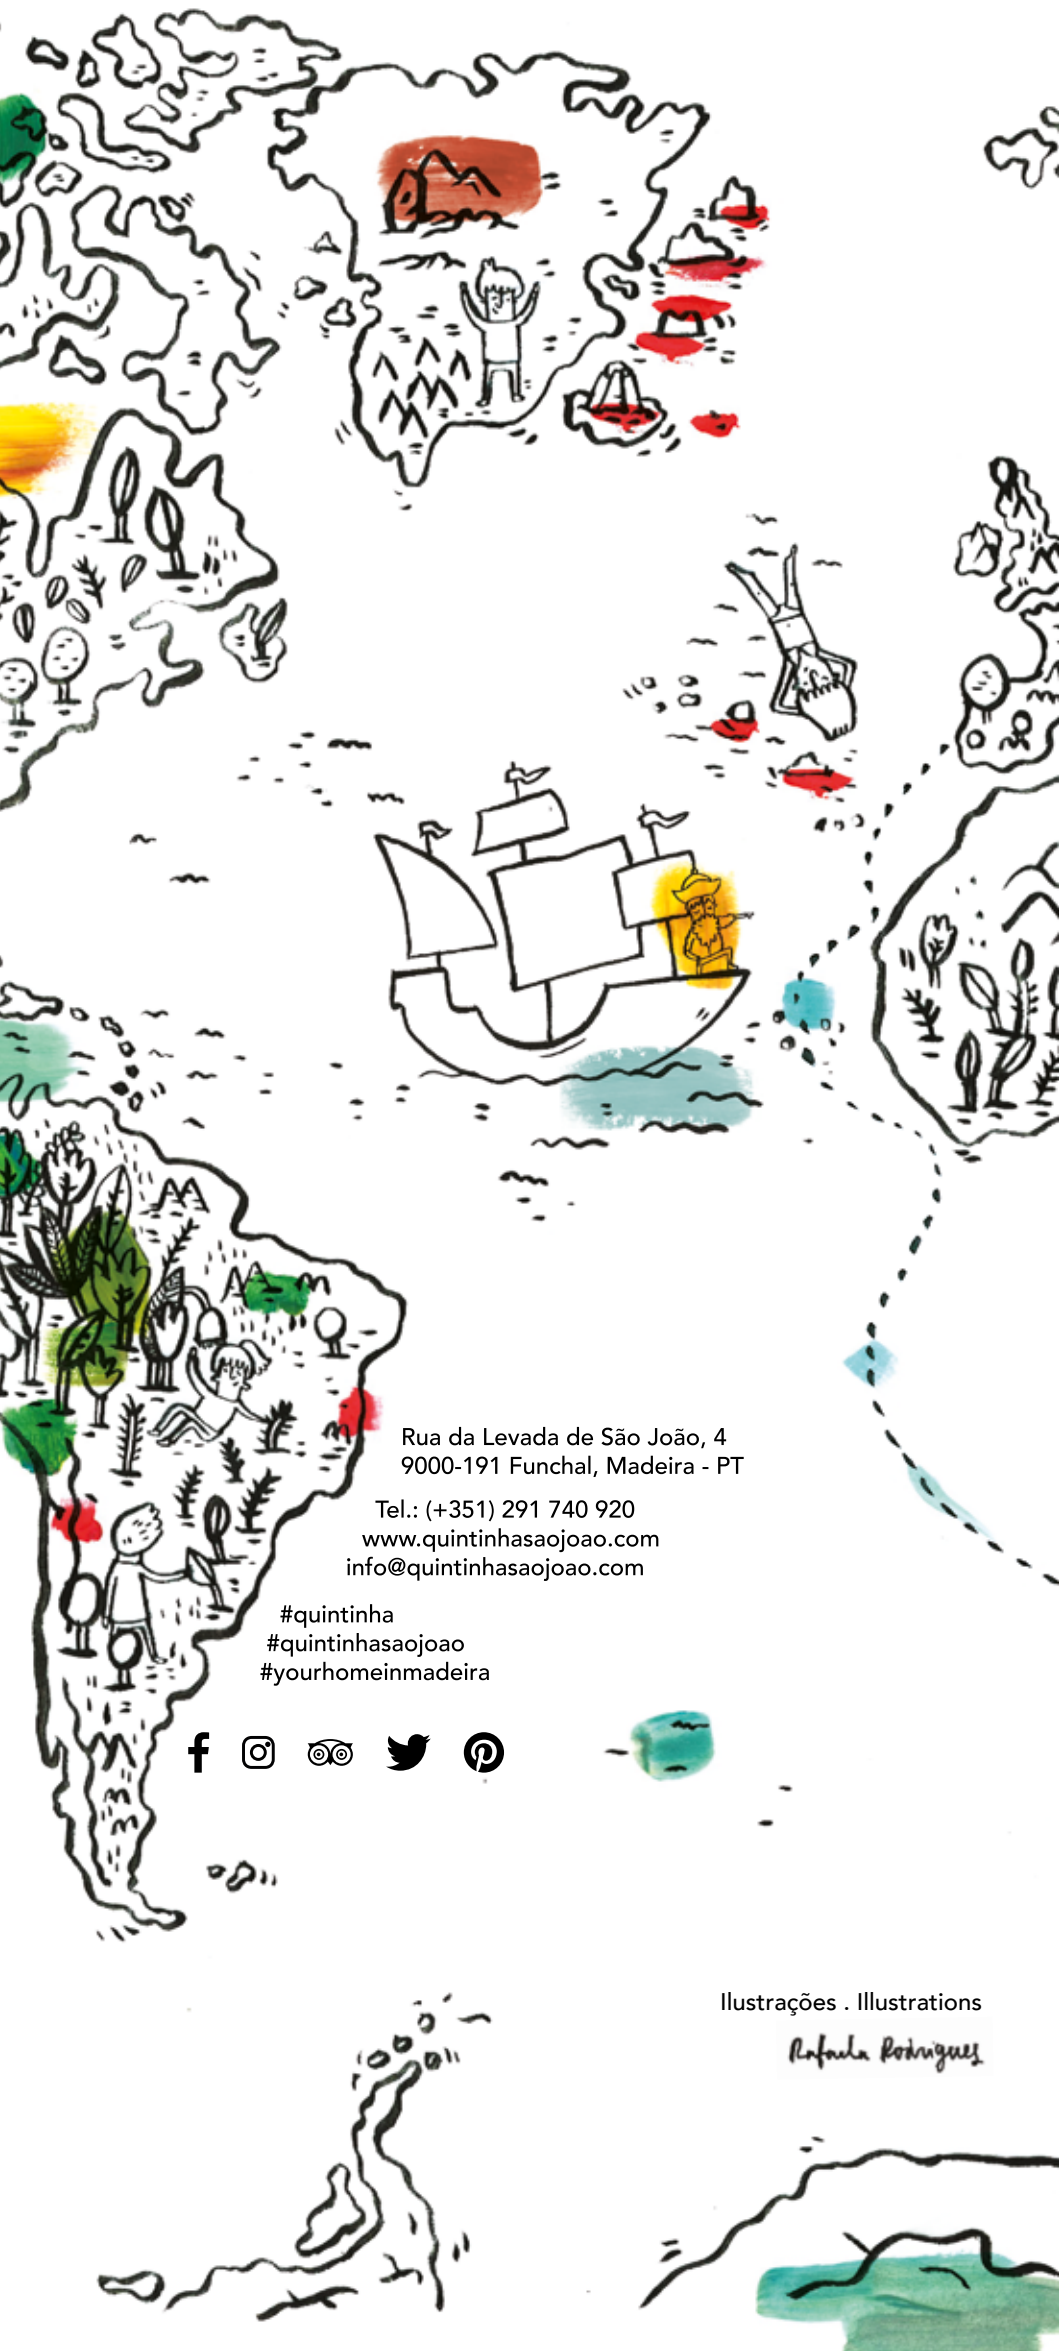 Rua da Levada de São João, 4
9000-191 Funchal, Madeira - PT
Tel.: (+351) 291 740 920
www.quintinhasaojoao.com
info@quintinhasaojoao.com
#quintinha
#quintinhasaojoao
#yourhomeinmadeira
Ilustrações . Illustrations
Rafaela Rodrigues